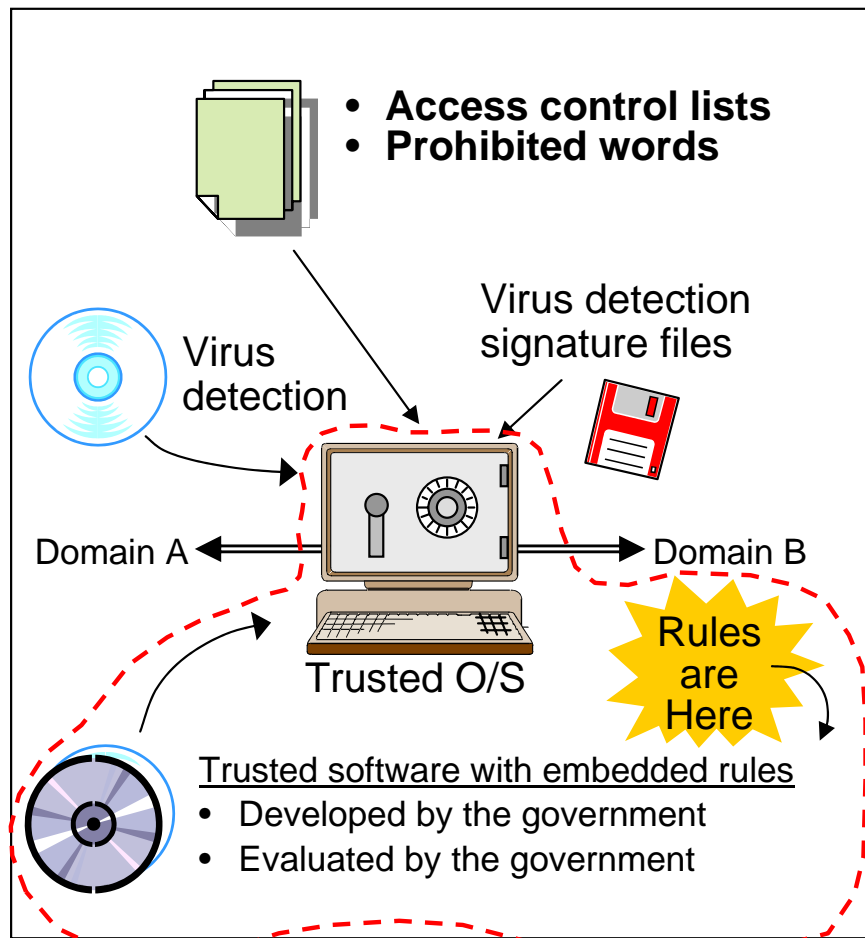 • Access control lists
• Prohibited words
Virus detection
signature files
Virus
detection
Domain A
Domain B
Rules
are
Here
Trusted O/S
Trusted software with embedded rules
• Developed by the government
• Evaluated by the government